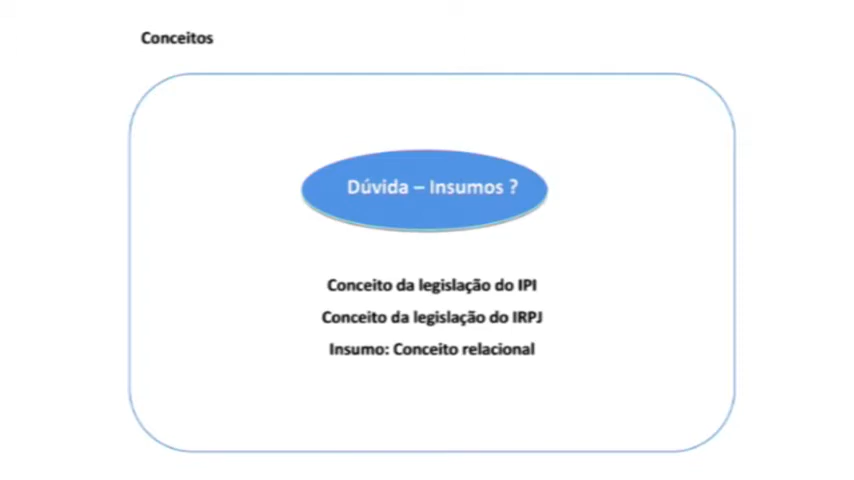 Conceitos
Dúvida – Insumos ?
Conceito da legislação do IPI
Conceito da legislação do IRPJ
Insumo: Conceito relacional